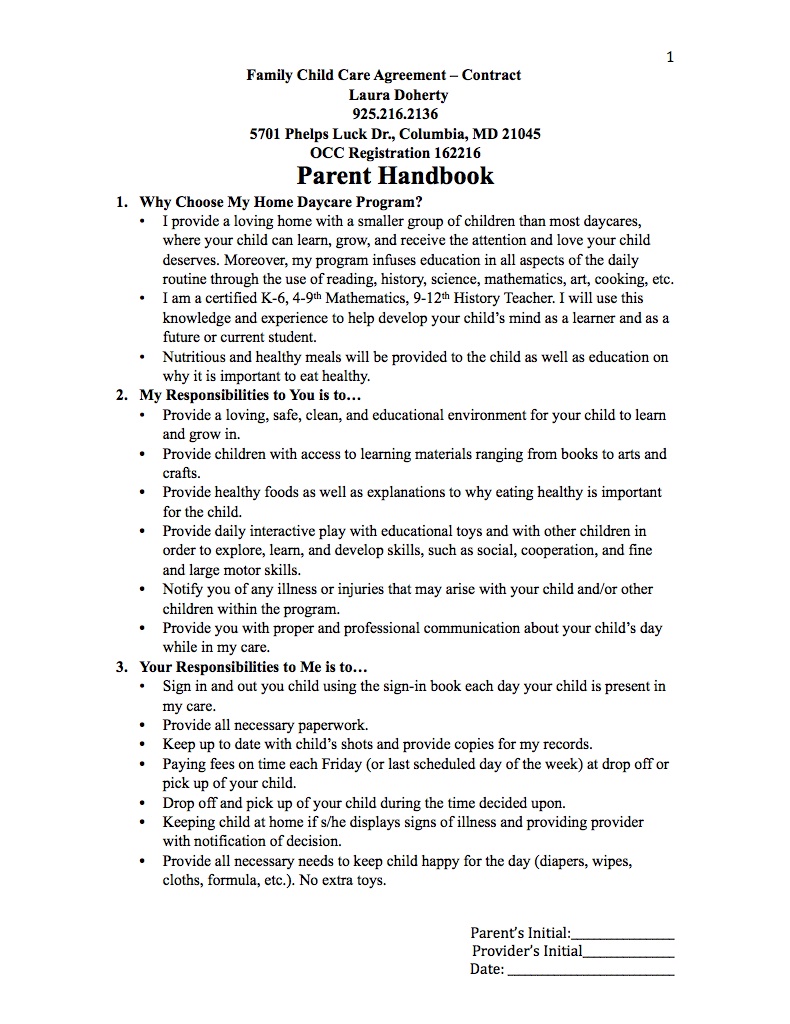 1
Family Child Care Agreement – Contract
Laura Doherty
925.216.2136
5701 Phelps Luck Dr., Columbia, MD 21045
OCC Registration 162216
Parent Handbook
1. Why Choose My Home Daycare Program?
• I provide a loving home with a smaller group of children than most daycares,
where your child can learn, grow, and receive the attention and love your child
deserves. Moreover, my program infuses education in all aspects of the daily
routine through the use of reading, history, science, mathematics, art, cooking, etc.
• I am a certified K-6, 4-9th Mathematics, 9-12th History Teacher. I will use this
knowledge and experience to help develop your child's mind as a learner and as a
future or current student.
• Nutritious and healthy meals will be provided to the child as well as education on
why it is important to eat healthy.
2. My Responsibilities to You is to…
• Provide a loving, safe, clean, and educational environment for your child to learn
and grow in.
• Provide children with access to learning materials ranging from books to arts and
crafts.
• Provide healthy foods as well as explanations to why eating healthy is important
for the child.
• Provide daily interactive play with educational toys and with other children in
order to explore, learn, and develop skills, such as social, cooperation, and fine
and large motor skills.
• Notify you of any illness or injuries that may arise with your child and/or other
children within the program.
• Provide you with proper and professional communication about your child's day
while in my care.
3. Your Responsibilities to Me is to…
• Sign in and out you child using the sign-in book each day your child is present in
my care.
• Provide all necessary paperwork.
• Keep up to date with child's shots and provide copies for my records.
• Paying fees on time each Friday (or last scheduled day of the week) at drop off or
pick up of your child.
• Drop off and pick up of your child during the time decided upon.
• Keeping child at home if s/he displays signs of illness and providing provider
with notification of decision.
• Provide all necessary needs to keep child happy for the day (diapers, wipes,
cloths, formula, etc.). No extra toys.
Parent's Initial:_______________
Provider's Initial_____________
Date: ________________________